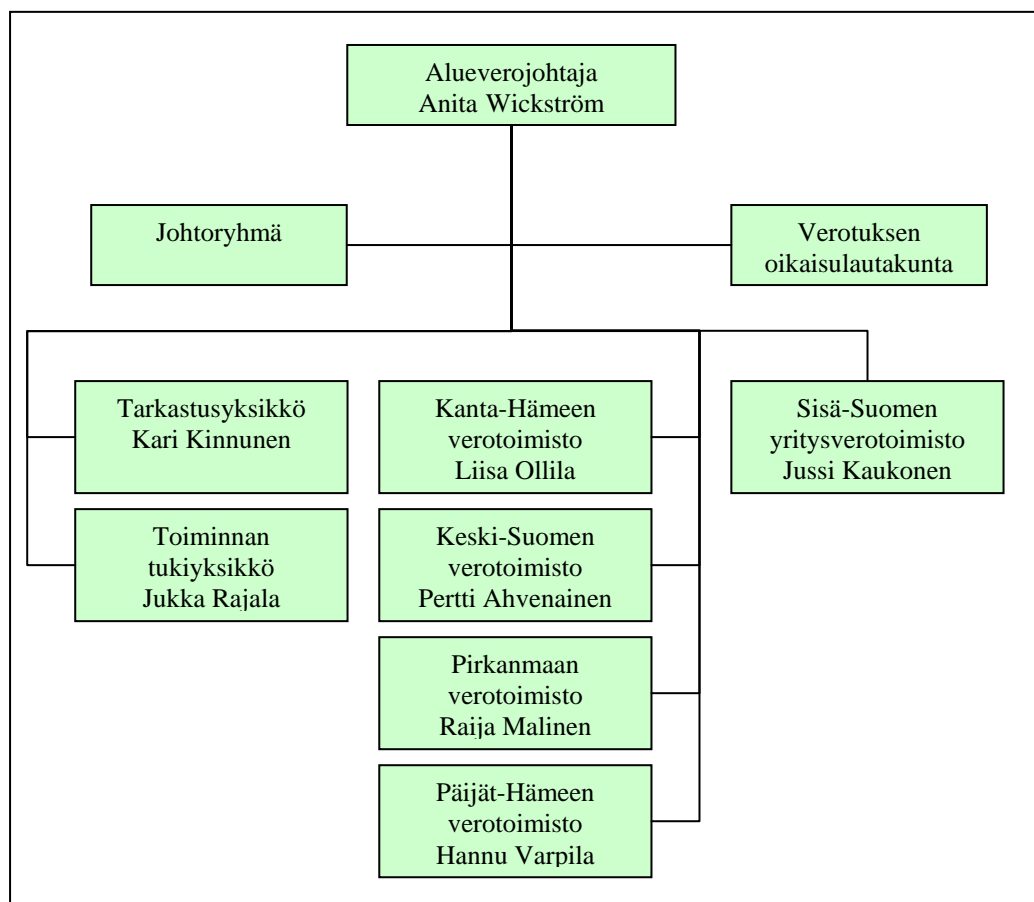 Alueverojohtaja
Anita Wickström
Johtoryhmä
Verotuksen
oikaisulautakunta
Tarkastusyksikkö
Kari Kinnunen
Kanta-Hämeen
verotoimisto
Liisa Ollila
Sisä-Suomen
yritysverotoimisto
Jussi Kaukonen
Toiminnan
tukiyksikkö
Jukka Rajala
Keski-Suomen
verotoimisto
Pertti Ahvenainen
Pirkanmaan
verotoimisto
Raija Malinen
Päijät-Hämeen
verotoimisto
Hannu Varpila